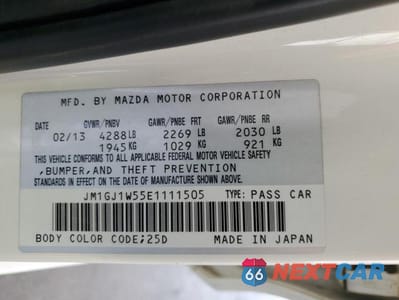 MFD. BY MAZDA MOTOR CORPORATION
DATE GVWR/PNBV GAWR/PNBE FRT GAWR/PNBE RR
02/13 4288 LB 2269 LB 2030 LB
1945 KG 1029 KG 921 KG
THIS VEHICLE CONFORMS TO ALL APPLICABLE FEDERAL MOTOR VEHICLE SAFETY
,BUMPER,AND THEFT PREVENTION
STANDARDS IN EFFECT ON THE DATE OF MANUFACTURE SHOWN ABOVE.
JM1GJ1W55E1111505 TYPE: PASS CAR
BODY COLOR CODE;25D MADE IN JAPAN
66 NEXTCAR